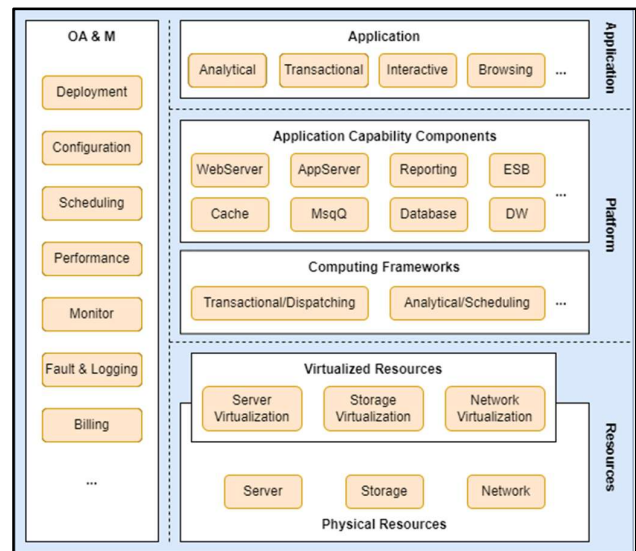 OA & M
Deployment
Configuration
Scheduling
Performance
Monitor
Fault & Logging
Billing
...
Application
Analytical
Transactional
Interactive
Browsing
...
Application
Application Capability Components
WebServer
AppServer
Reporting
ESB
...
Cache
MsqQ
Database
DW
Platform
Computing Frameworks
Transactional/Dispatching
Analytical/Scheduling
...
Virtualized Resources
Server
Virtualization
Storage
Virtualization
Network
Virtualization
Resources
Server
Storage
Network
Physical Resources